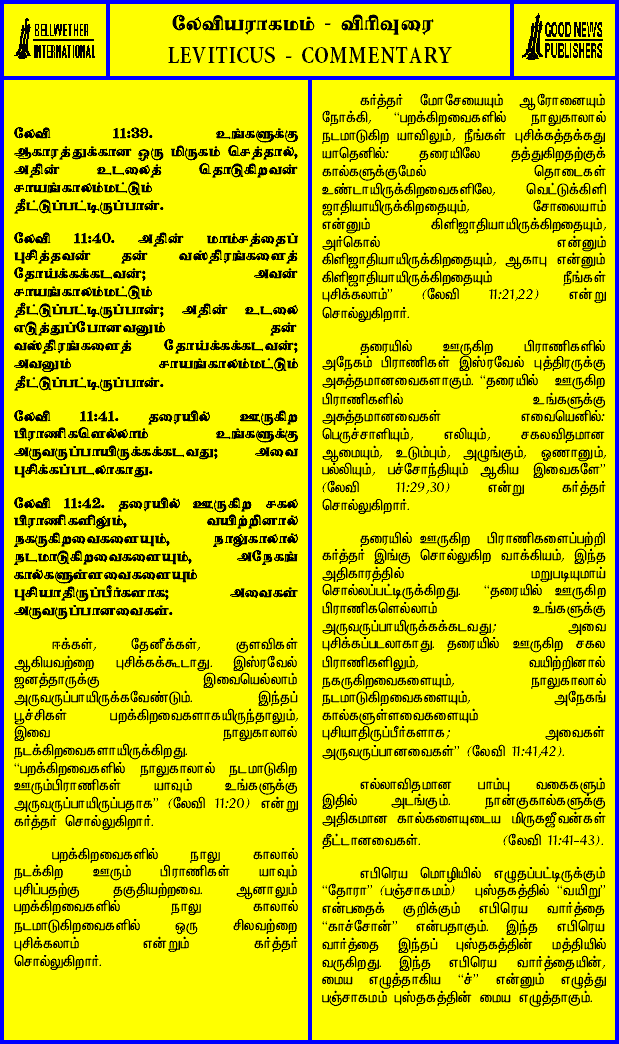 BELLWETHER
INTERNATIONAL
லேவியராகமம் - விரிவுரை
LEVITICUS - COMMENTARY
GOOD NEWS
PUBLISHERS
லேவி 11:39. உங்களுக்கு
ஆகாரத்துக்கான ஒரு மிருகம் செத்தால்,
அதின் உடலைத் தொடுகிறவன்
சாயங்காலம்மட்டும்
தீட்டுப்பட்டிருப்பான்.
லேவி 11:40. அதின் மாம்சத்தைப்
புசித்தவன் தன் வஸ்திரங்களைத்
தோய்க்கக்கடவன்; அவன்
சாயங்காலம்மட்டும்
தீட்டுப்பட்டிருப்பான்; அதின் உடலை
எடுத்துப்போனவனும் தன்
வஸ்திரங்களைத் தோய்க்கக்கடவன்;
அவனும் சாயங்காலம்மட்டும்
தீட்டுப்பட்டிருப்பான்.
லேவி 11:41. தரையில் ஊருகிற
பிராணிகளெல்லாம் உங்களுக்கு
அருவருப்பாயிருக்கக்கடவது; அவை
புசிக்கப்படலாகாது.
லேவி 11:42. தரையில் ஊருகிற சகல
பிராணிகளிலும், வயிற்றினால்
நகருகிறவைகளையும், நாலுகாலால்
நடமாடுகிறவைகளையும், அநேகங்
கால்களுள்ளவைகளையும்
புசியாதிருப்பீர்களாக; அவைகள்
அருவருப்பானவைகள்.
ஈக்கள், தேனீக்கள், குளவிகள்
ஆகியவற்றை புசிக்கக்கூடாது. இஸ்ரவேல்
ஜனத்தாருக்கு இவையெல்லாம்
அருவருப்பாயிருக்கவேண்டும். இந்தப்
பூச்சிகள் பறக்கிறவைகளாகயிருந்தாலும்,
இவை நாலுகாலால்
நடக்கிறவைகளாயிருக்கிறது.
“பறக்கிறவைகளில் நாலுகாலால் நடமாடுகிற
ஊரும்பிராணிகள் யாவும் உங்களுக்கு
அருவருப்பாயிருப்பதாக” (லேவி 11:20) என்று
கர்த்தர் சொல்லுகிறார்.
பறக்கிறவைகளில் நாலு காலால்
நடக்கிற ஊரும் பிராணிகள் யாவும்
புசிப்பதற்கு தகுதியற்றவை. ஆனாலும்
பறக்கிறவைகளில் நாலு காலால்
நடமாடுகிறவைகளில் ஒரு சிலவற்றை
புசிக்கலாம் என்றும் கர்த்தர்
சொல்லுகிறார்.
கர்த்தர் மோசேயையும் ஆரோனையும்
நோக்கி, “பறக்கிறவைகளில் நாலுகாலால்
நடமாடுகிற யாவிலும், நீங்கள் புசிக்கத்தக்கது
யாதெனில்: தரையிலே தத்துகிறதற்குக்
கால்களுக்குமேல் தொடைகள்
உண்டாயிருக்கிறவைகளிலே, வெட்டுக்கிளி
ஜாதியாயிருக்கிறதையும், சோலையாம்
என்னும் கிளிஜாதியாயிருக்கிறதையும்,
அர்கொல் என்னும்
கிளிஜாதியாயிருக்கிறதையும், ஆகாபு என்னும்
கிளிஜாதியாயிருக்கிறதையும் நீங்கள்
புசிக்கலாம்” (லேவி 11:21,22) என்று
சொல்லுகிறார்.
தரையில் ஊருகிற பிராணிகளில்
அநேகம் பிராணிகள் இஸ்ரவேல் புத்திரருக்கு
அசுத்தமானவைகளாகும். “தரையில் ஊருகிற
பிராணிகளில் உங்களுக்கு
அசுத்தமானவைகள் எவையெனில்:
பெருச்சாளியும், எலியும், சகலவிதமான
ஆமையும், உடும்பும், அழுங்கும், ஓணானும்,
பல்லியும், பச்சோந்தியும் ஆகிய இவைகளே”
(லேவி 11:29,30) என்று கர்த்தர்
சொல்லுகிறார்.
தரையில் ஊருகிற பிராணிகளைப்பற்றி
கர்த்தர் இங்கு சொல்லுகிற வாக்கியம், இந்த
அதிகாரத்தில் மறுபடியுமாய்
சொல்லப்பட்டிருக்கிறது. “தரையில் ஊருகிற
பிராணிகளெல்லாம் உங்களுக்கு
அருவருப்பாயிருக்கக்கடவது; அவை
புசிக்கப்படலாகாது. தரையில் ஊருகிற சகல
பிராணிகளிலும், வயிற்றினால்
நகருகிறவைகளையும், நாலுகாலால்
நடமாடுகிறவைகளையும், அநேகங்
கால்களுள்ளவைகளையும்
புசியாதிருப்பீர்களாக; அவைகள்
அருவருப்பானவைகள்” (லேவி 11:41,42).
எல்லாவிதமான பாம்பு வகைகளும்
இதில் அடங்கும். நான்குகால்களுக்கு
அதிகமான கால்களையுடைய மிருகஜீவன்கள்
தீட்டானவைகள். (லேவி 11:41-43).
எபிரெய மொழியில் எழுதப்பட்டிருக்கும்
“தோரா” (பஞ்சாகமம்) புஸ்தகத்தில் “வயிறு”
என்பதைக் குறிக்கும் எபிரெய வார்த்தை
“காச்சோன்” என்பதாகும். இந்த எபிரெய
வார்த்தை இந்தப் புஸ்தகத்தின் மத்தியில்
வருகிறது. இந்த எபிரெய வார்த்தையின்,
மைய எழுத்தாகிய “ச்” என்னும் எழுத்து
பஞ்சாகமம் புஸ்தகத்தின் மைய எழுத்தாகும்.